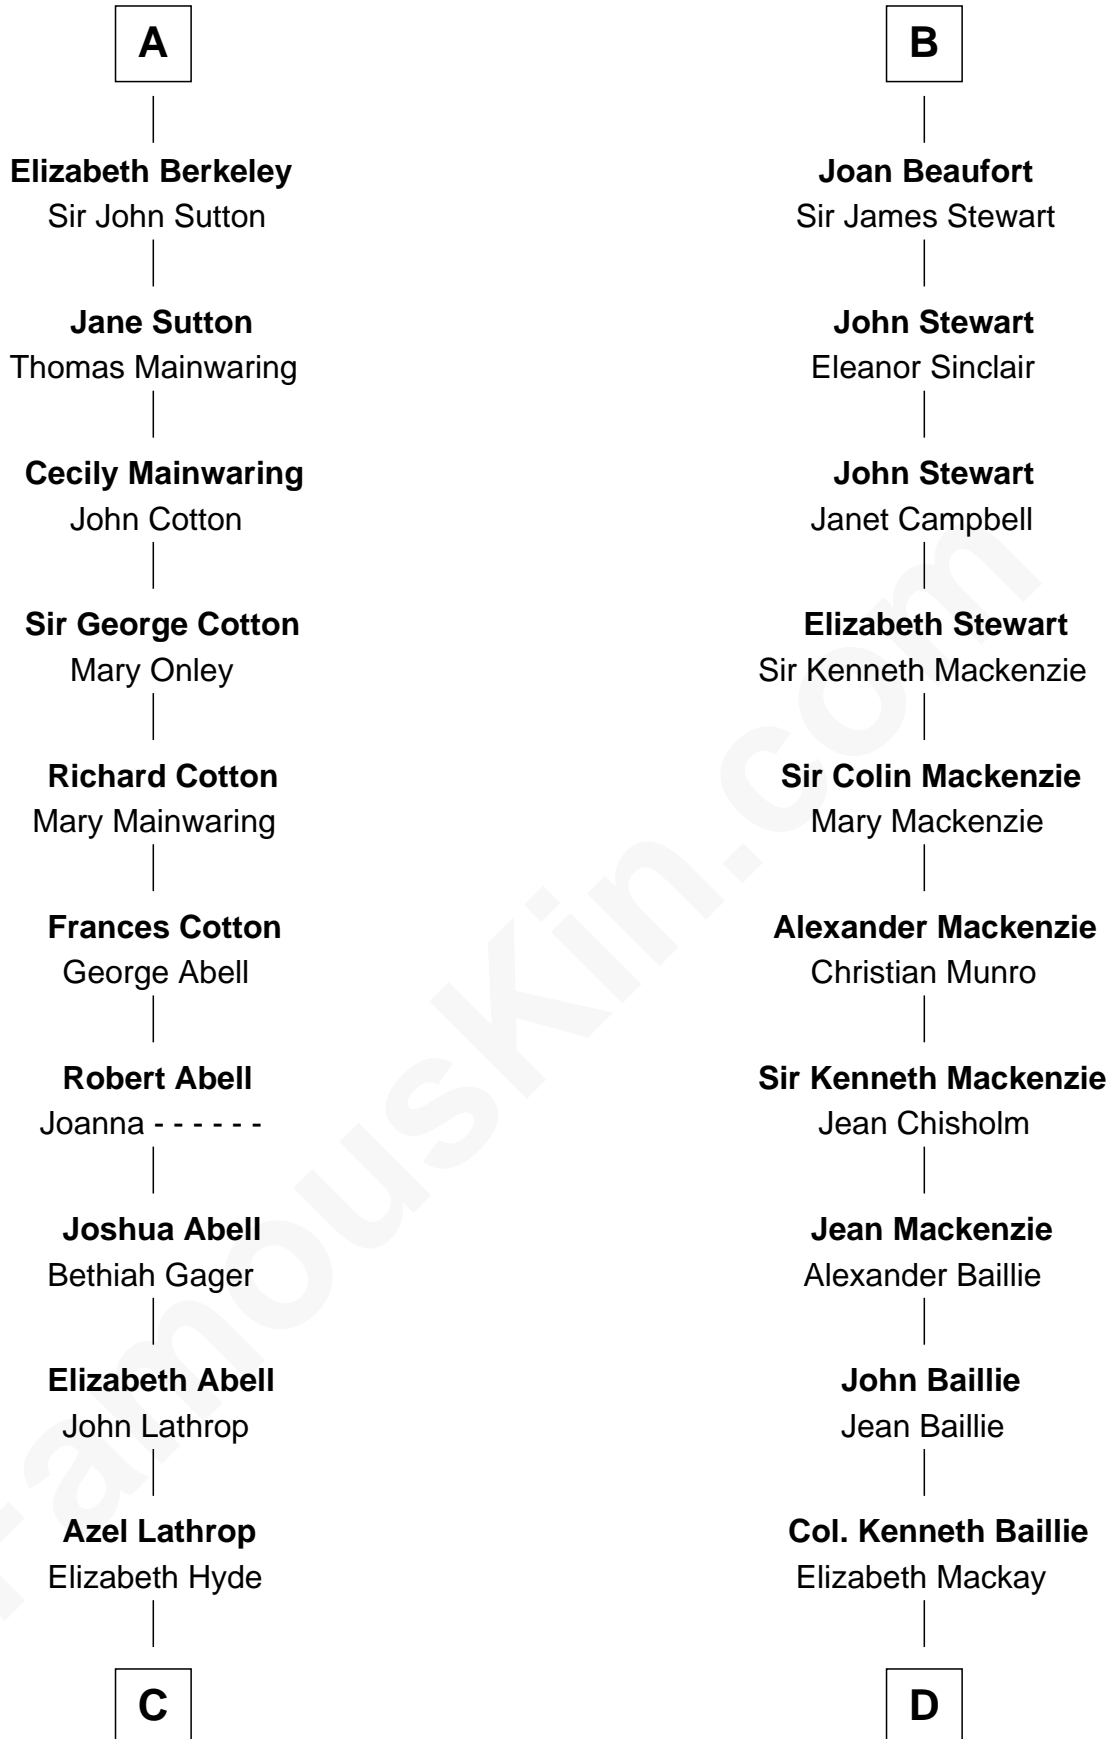 A
Elizabeth Berkeley
Sir John Sutton
Jane Sutton
Thomas Mainwaring
Cecily Mainwaring
John Cotton
Sir George Cotton
Mary Onley
Richard Cotton
Mary Mainwaring
Frances Cotton
George Abell
Robert Abell
Joanna - - - - - -
Joshua Abell
Bethiah Gager
Elizabeth Abell
John Lathrop
Azel Lathrop
Elizabeth Hyde
C
B
Joan Beaufort
Sir James Stewart
John Stewart
Eleanor Sinclair
John Stewart
Janet Campbell
Elizabeth Stewart
Sir Kenneth Mackenzie
Sir Colin Mackenzie
Mary Mackenzie
Alexander Mackenzie
Christian Munro
Sir Kenneth Mackenzie
Jean Chisholm
Jean Mackenzie
Alexander Baillie
John Baillie
Jean Baillie
Col. Kenneth Baillie
Elizabeth Mackay
D
FamousKin.com